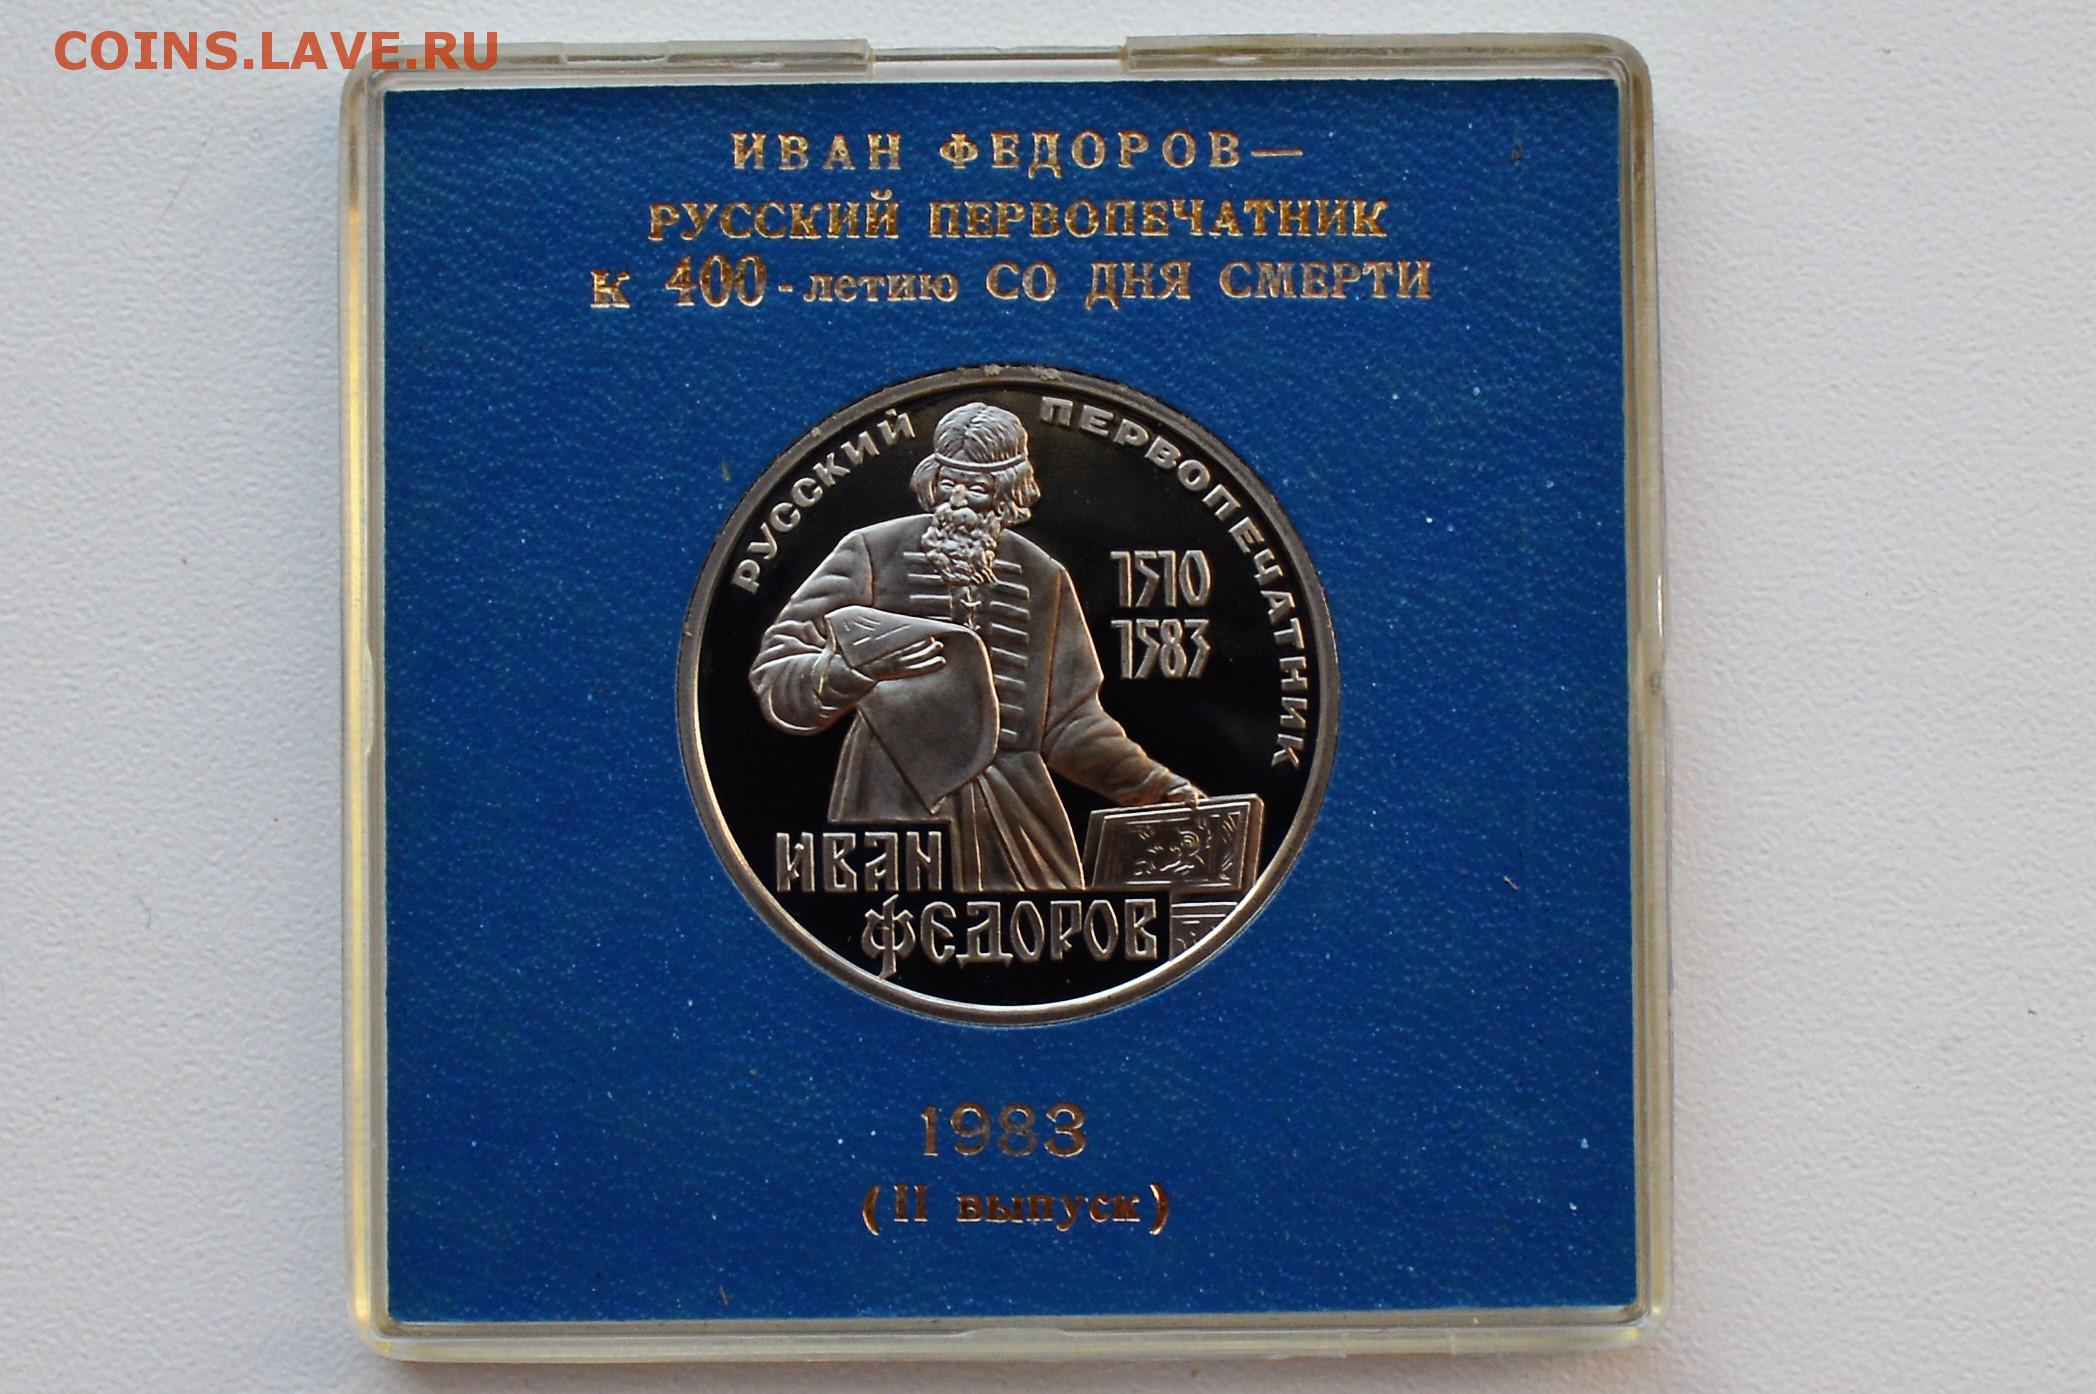 COINS.LAVE.RU
ИВАН ФЕДОРОВ—
РУССКИЙ ПЕРВОПЕЧАТНИК
К 400-летию СО ДНЯ СМЕРТИ
РУССКИЙ ПЕРВОПЕЧАТНИК
1510
1583
ИВАН
ФЕДОРОВ
1983
(II выпуск)